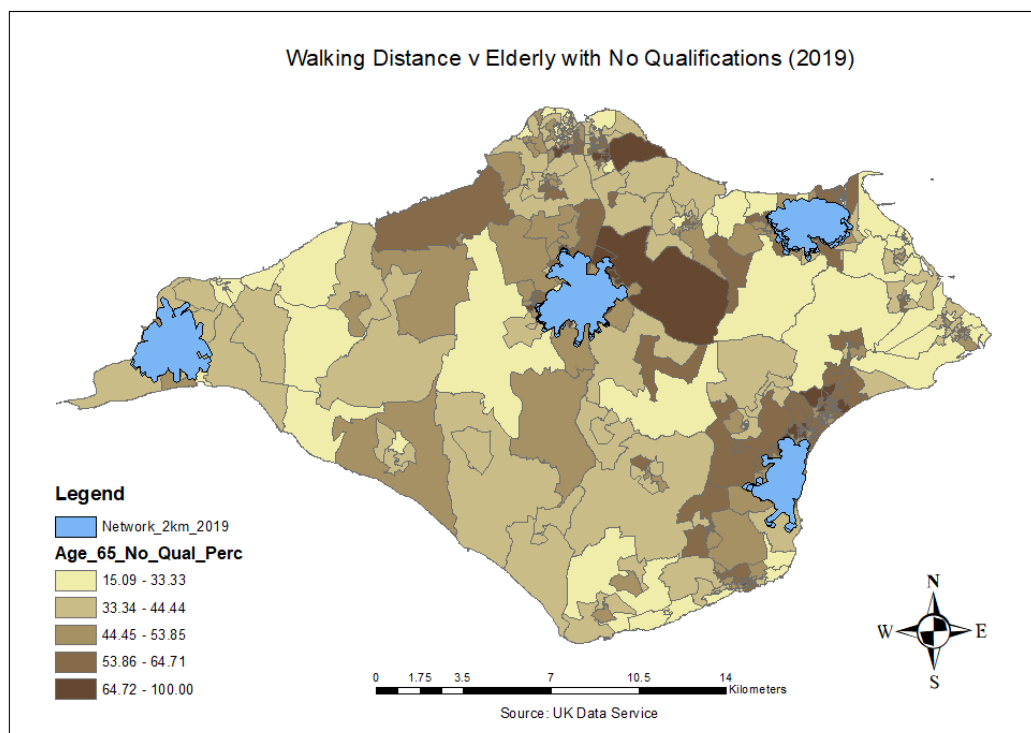 Walking Distance v Elderly with No Qualifications (2019)
Legend
Network_2km_2019
Age_65_No_Qual_Perc
15.09 - 33.33
33.34 - 44.44
44.45 - 53.85
53.86 - 64.71
64.72 - 100.00
N
W E
S
0 1.75 3.5 7 10.5 14
Kilometers
Source: UK Data Service